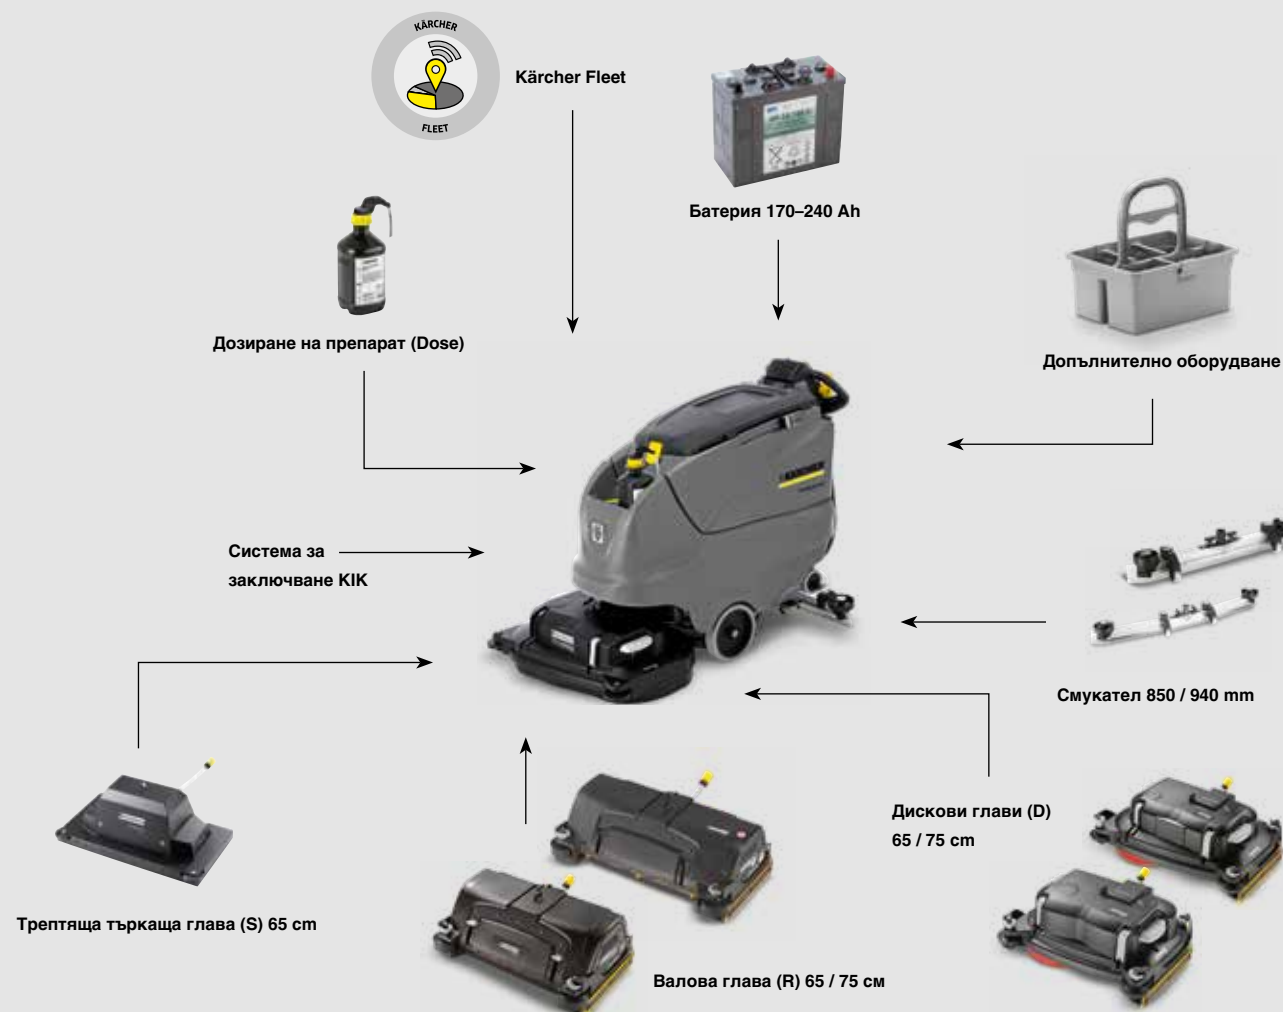 KÄRCHER
FLEET
Kärcher Fleet
Батерия 170–240 Ah
Дозиране на препарат (Dose)
Допълнително оборудване
KÄRCHER
Система за
заключване KIK
Смукател 850 / 940 mm
Дискови глави (D)
65 / 75 cm
Трептяща търкаща глава (S) 65 cm
Валова глава (R) 65 / 75 см